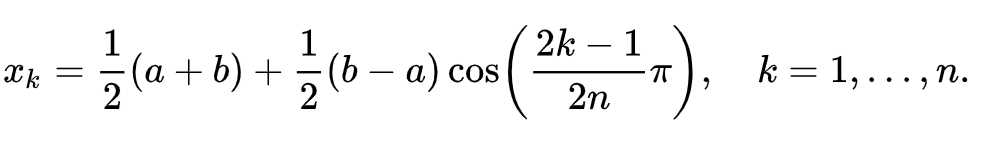 $x_k = \frac{1}{2}(a + b) + \frac{1}{2}(b - a)\cos\left(\frac{2k - 1}{2n}\pi\right), \quad k = 1, \ldots, n.$